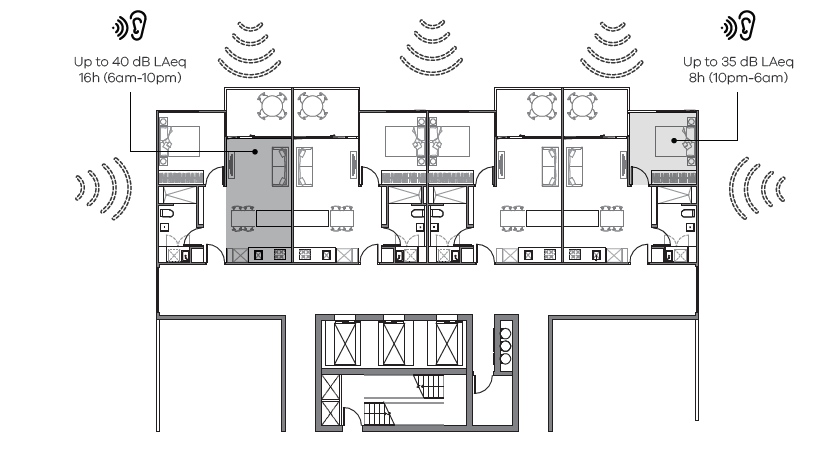 Up to 40 dB LAeq
16h (6am-10pm)
Up to 35 dB LAeq
8h (10pm-6am)